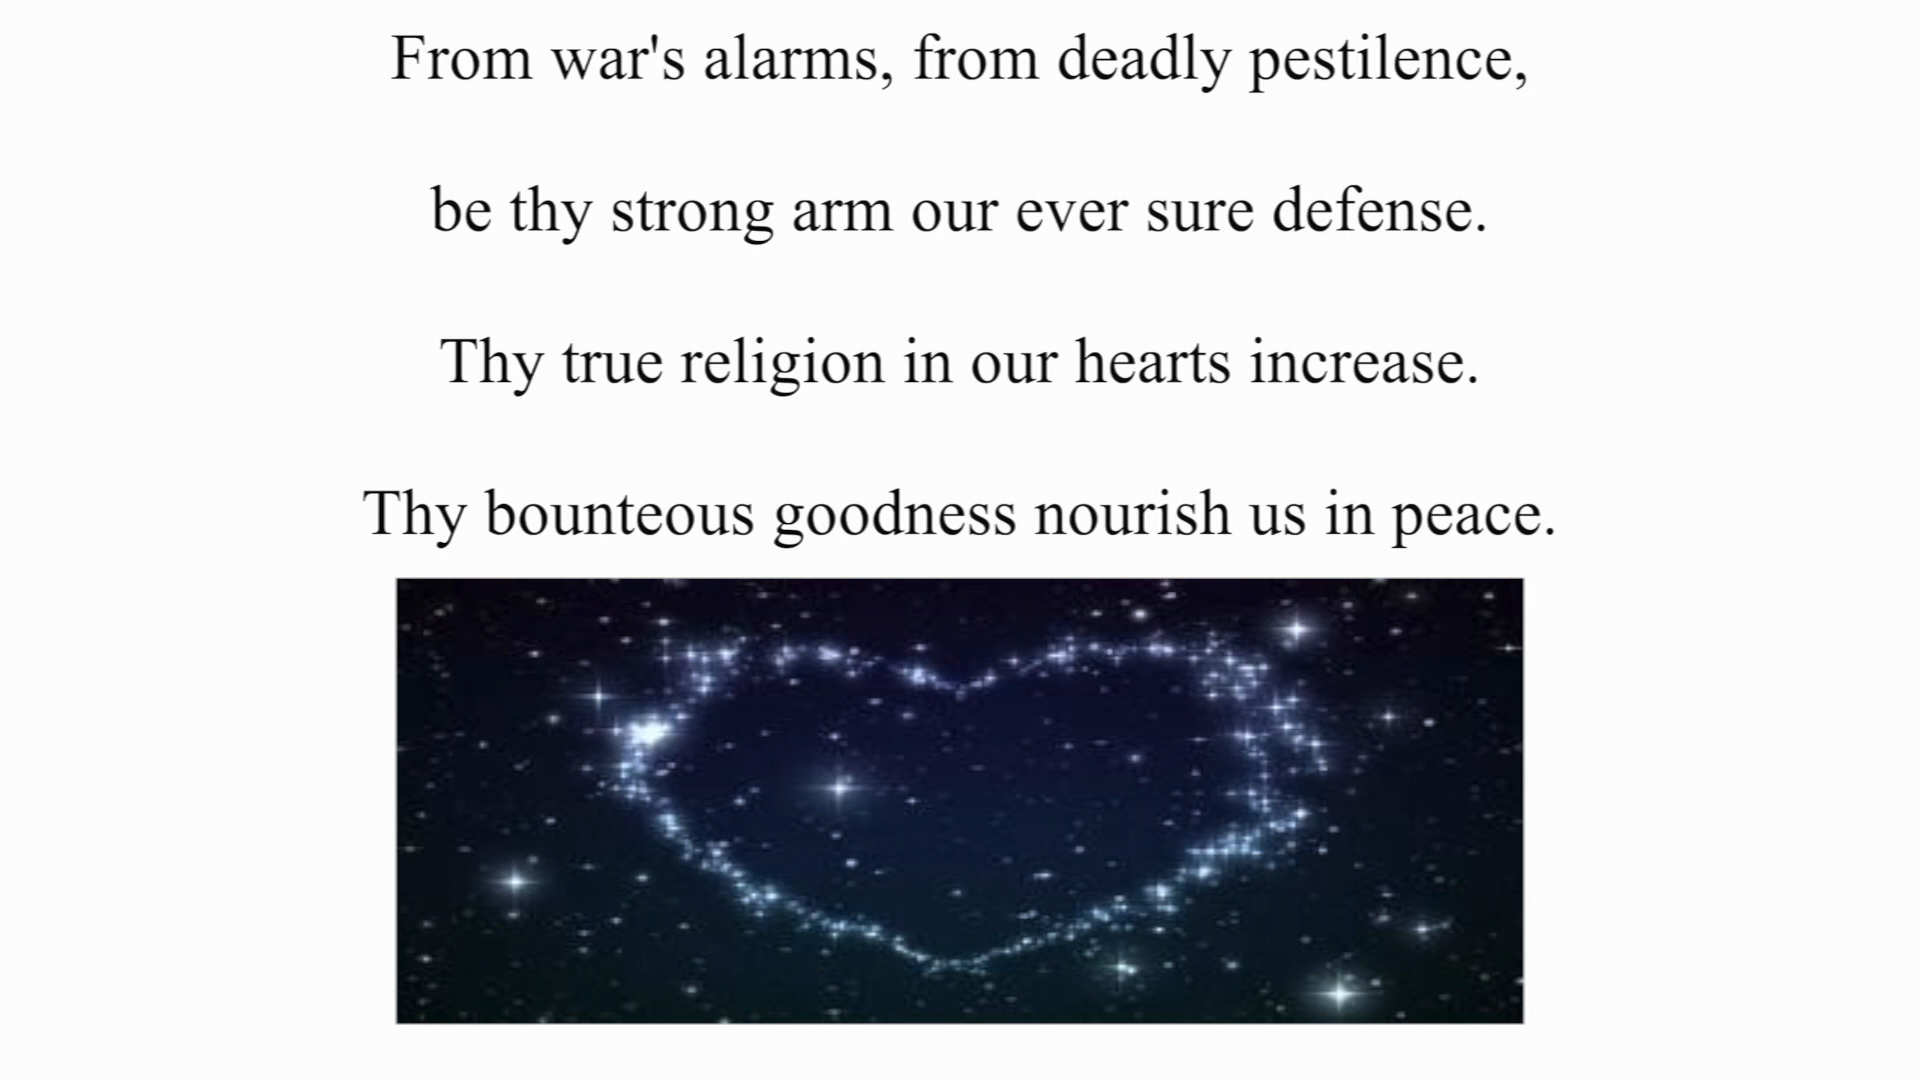 From war's alarms, from deadly pestilence,
be thy strong arm our ever sure defense.
Thy true religion in our hearts increase.
Thy bounteous goodness nourish us in peace.